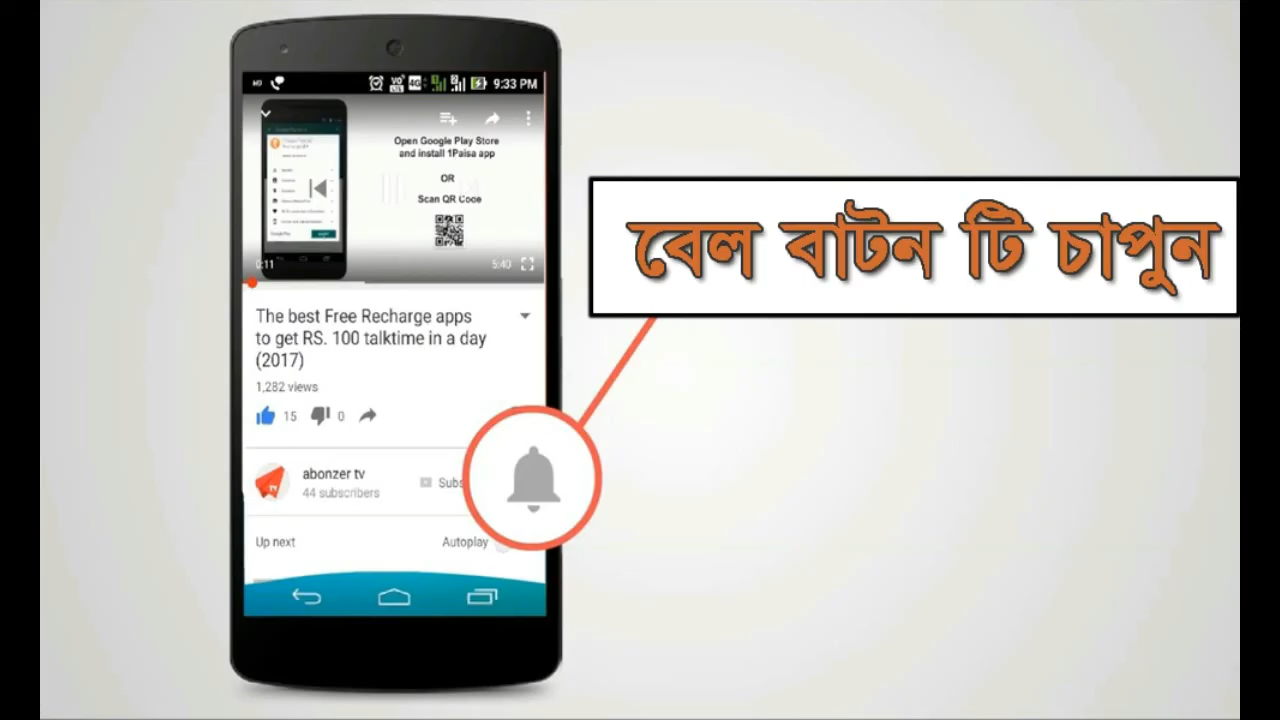 9:33 PM
Open Google Play Store
and install 1Paisa app
OR
Scan QR Code
0:11
5:40
The best Free Recharge apps
to get RS. 100 talktime in a day
(2017)
1,282 views
15
0
abonzer tv
44 subscribers
Subs
Up next
Autoplay
বেল বাটন টি চাপুন